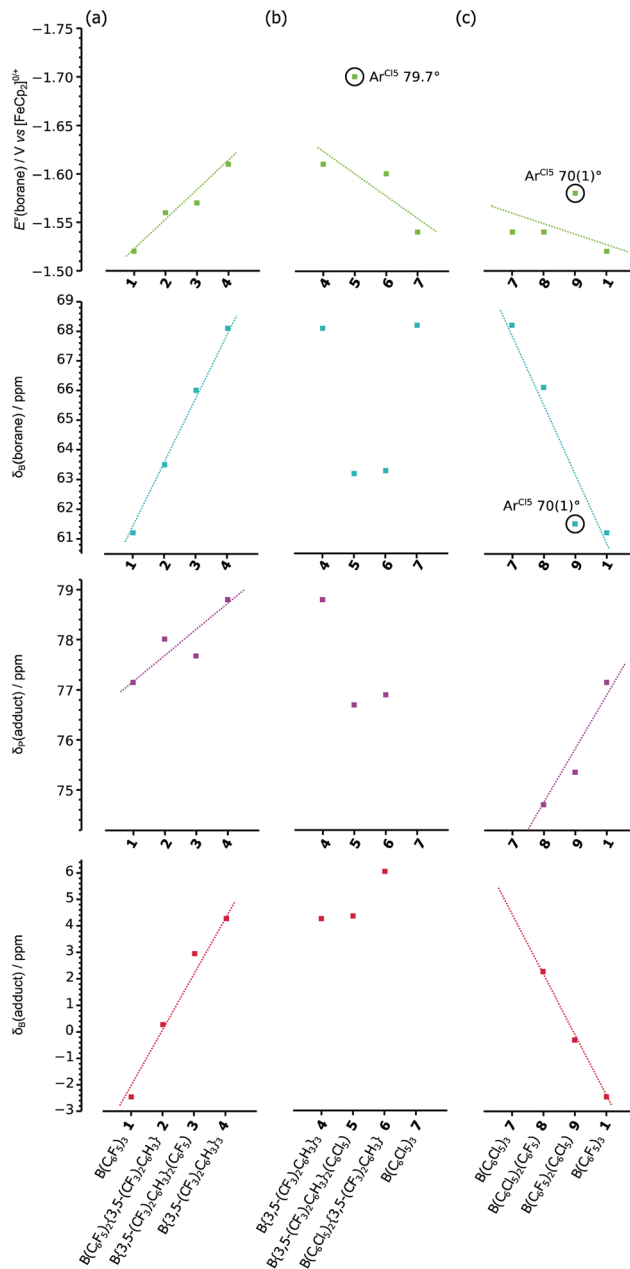 (a) (b) (c)
E°(borane) / V vs [FeCp₂]⁰ᐟ⁺
−1.75
−1.70
−1.65
−1.60
−1.55
−1.50
Ar^Cl5 79.7°
Ar^Cl5 70(1)°
1 2 3 4
4 5 6 7
7 8 9 1
δB(borane) / ppm
69
68
67
66
65
64
63
62
61
Ar^Cl5 70(1)°
1 2 3 4
4 5 6 7
7 8 9 1
δP(adduct) / ppm
79
78
77
76
75
1 2 3 4
4 5 6 7
7 8 9 1
δB(adduct) / ppm
6
5
4
3
2
1
0
−1
−2
−3
B(C₆F₅)₃ 1
B(C₆F₅)₂{3,5-(CF₃)₂C₆H₃} 2
B{3,5-(CF₃)₂C₆H₃}₂(C₆F₅) 3
B{3,5-(CF₃)₂C₆H₃}₃ 4
B{3,5-(CF₃)₂C₆H₃}₃ 4
B{3,5-(CF₃)₂C₆H₃}₂(C₆Cl₅) 5
B(C₆Cl₅)₂{3,5-(CF₃)₂C₆H₃} 6
B(C₆Cl₅)₃ 7
B(C₆Cl₅)₃ 7
B(C₆Cl₅)₂(C₆F₅) 8
B(C₆F₅)₂(C₆Cl₅) 9
B(C₆F₅)₃ 1